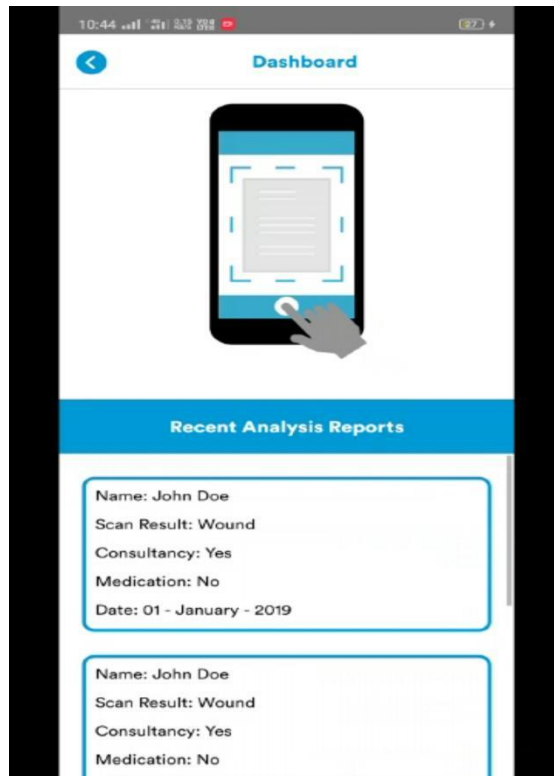 10:44
27
Dashboard
Recent Analysis Reports
Name: John Doe
Scan Result: Wound
Consultancy: Yes
Medication: No
Date: 01 - January - 2019
Name: John Doe
Scan Result: Wound
Consultancy: Yes
Medication: No